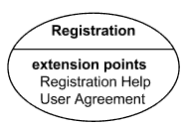 Registration
extension points
Registration Help
User Agreement